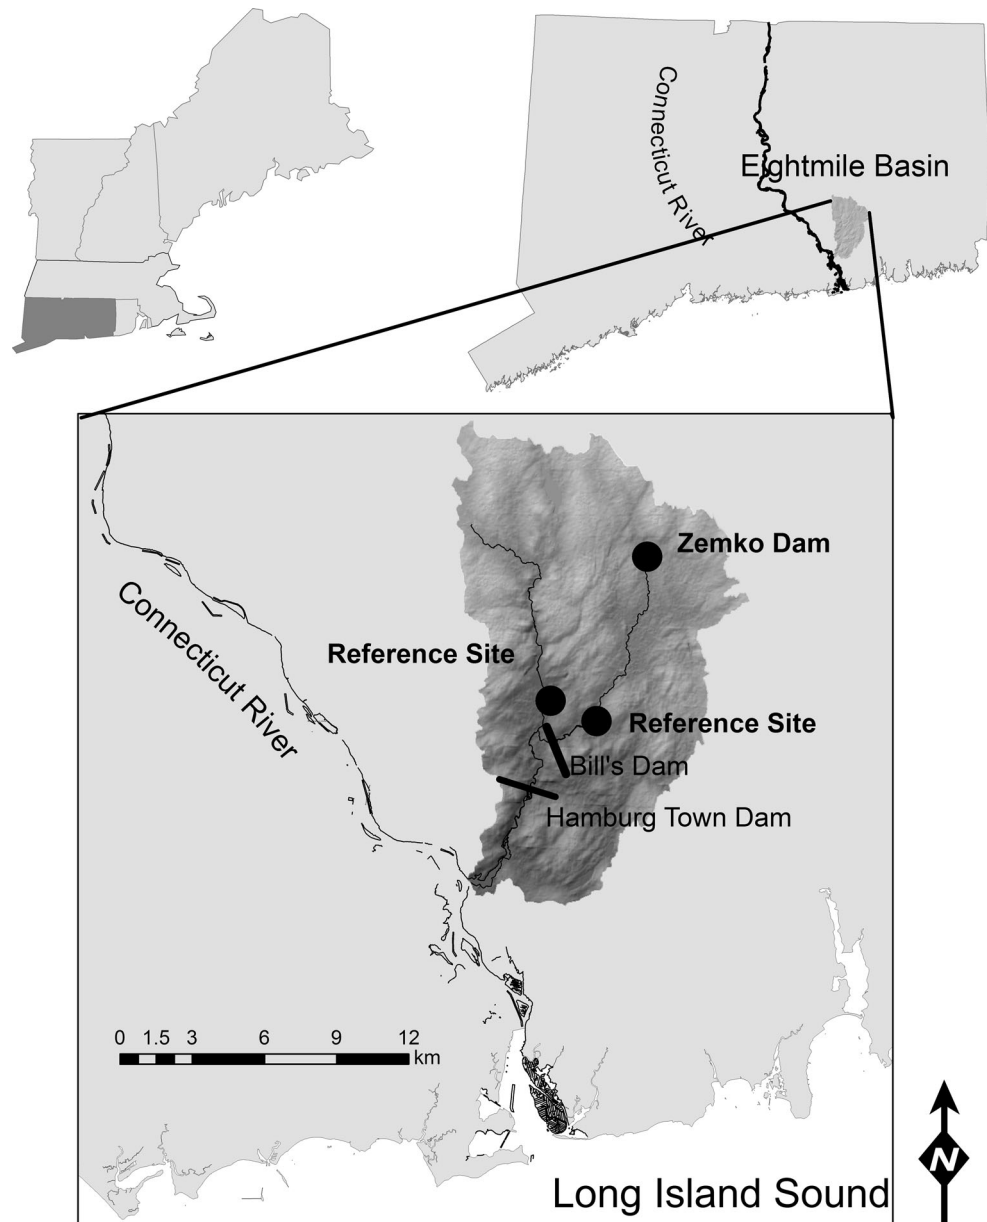 Connecticut River
Eightmile Basin
Zemko Dam
Connecticut River
Reference Site
Reference Site
Bill's Dam
Hamburg Town Dam
0 1.5 3 6 9 12
km
N
Long Island Sound